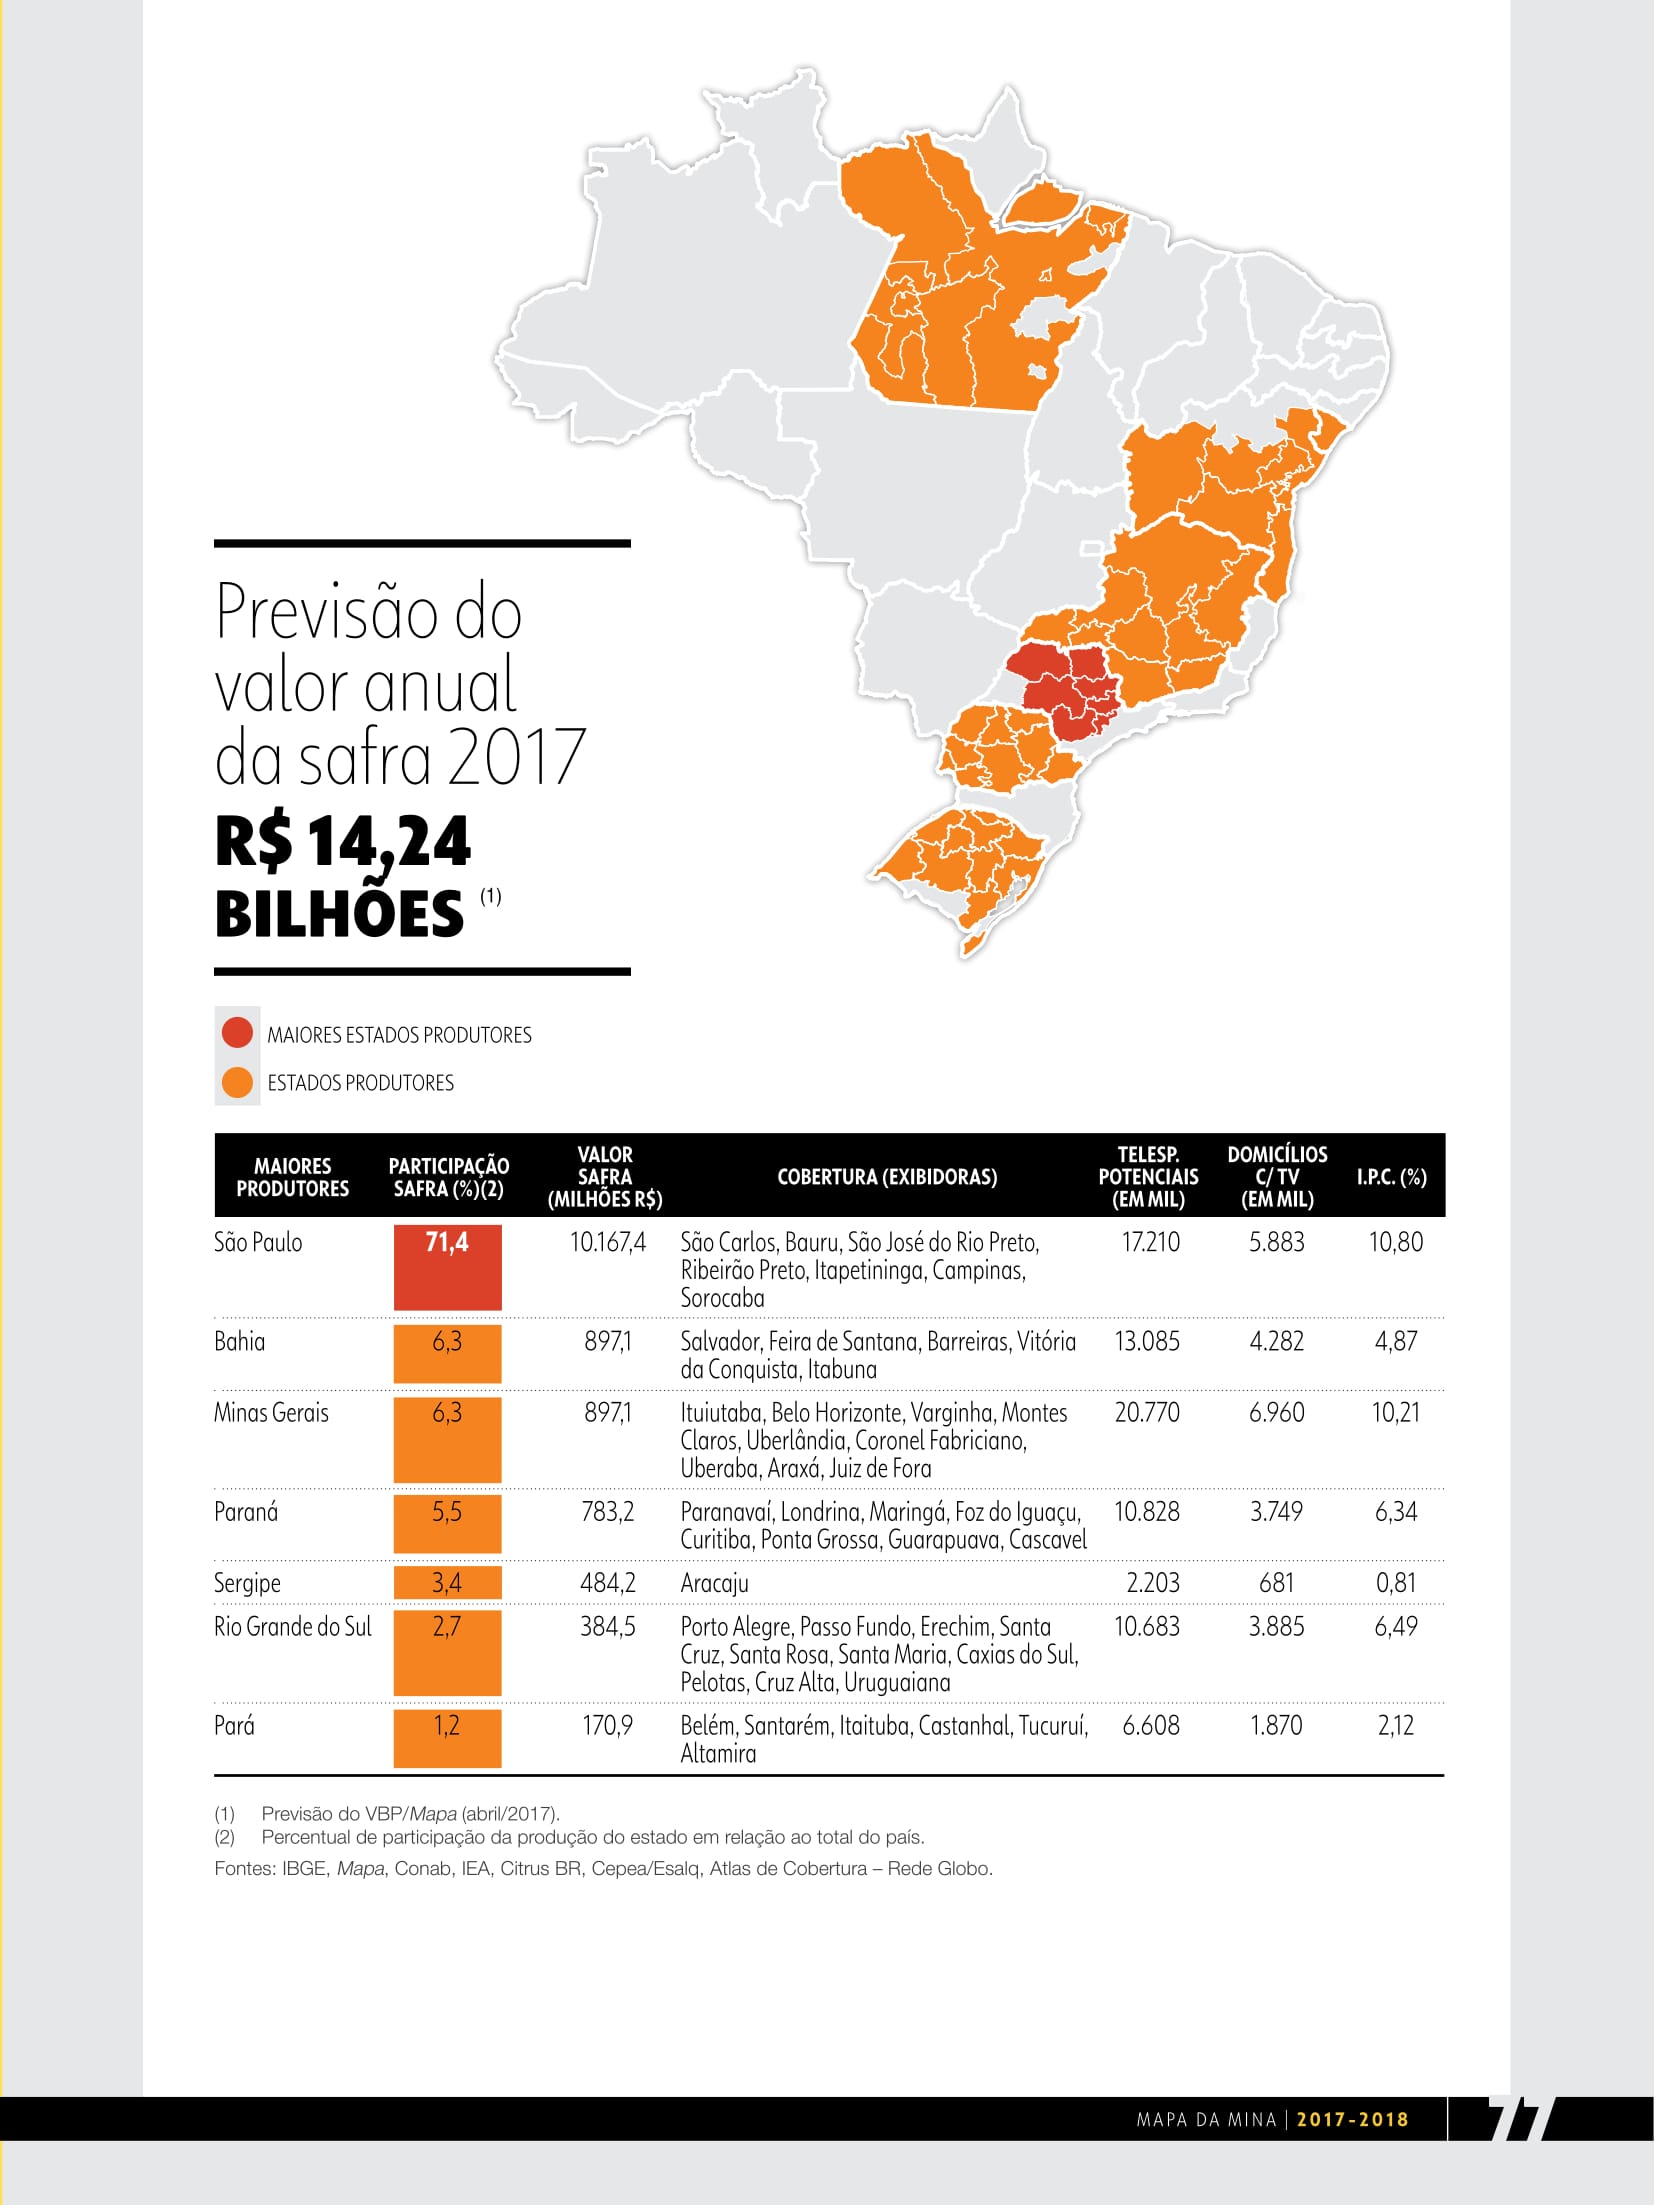 Previsão do
valor anual
da safra 2017
R$ 14,24
BILHÕES (1)
MAIORES ESTADOS PRODUTORES
ESTADOS PRODUTORES
MAIORES PRODUTORES PARTICIPAÇÃO SAFRA (%)(2) VALOR SAFRA (MILHÕES R$) COBERTURA (EXIBIDORAS) TELESP. POTENCIAIS (EM MIL) DOMICÍLIOS C/ TV (EM MIL) I.P.C. (%)
São Paulo 71,4 10.167,4 São Carlos, Bauru, São José do Rio Preto, 17.210 5.883 10,80
Ribeirão Preto, Itapetininga, Campinas,
Sorocaba
Bahia 6,3 897,1 Salvador, Feira de Santana, Barreiras, Vitória 13.085 4.282 4,87
da Conquista, Itabuna
Minas Gerais 6,3 897,1 Ituiutaba, Belo Horizonte, Varginha, Montes 20.770 6.960 10,21
Claros, Uberlândia, Coronel Fabriciano,
Uberaba, Araxá, Juiz de Fora
Paraná 5,5 783,2 Paranavaí, Londrina, Maringá, Foz do Iguaçu, 10.828 3.749 6,34
Curitiba, Ponta Grossa, Guarapuava, Cascavel
Sergipe 3,4 484,2 Aracaju 2.203 681 0,81
Rio Grande do Sul 2,7 384,5 Porto Alegre, Passo Fundo, Erechim, Santa 10.683 3.885 6,49
Cruz, Santa Rosa, Santa Maria, Caxias do Sul,
Pelotas, Cruz Alta, Uruguaiana
Pará 1,2 170,9 Belém, Santarém, Itaituba, Castanhal, Tucuruí, 6.608 1.870 2,12
Altamira
(1) Previsão do VBP/Mapa (abril/2017).
(2) Percentual de participação da produção do estado em relação ao total do país.
Fontes: IBGE, Mapa, Conab, IEA, Citrus BR, Cepea/Esalq, Atlas de Cobertura – Rede Globo.
MAPA DA MINA | 2017-2018 77